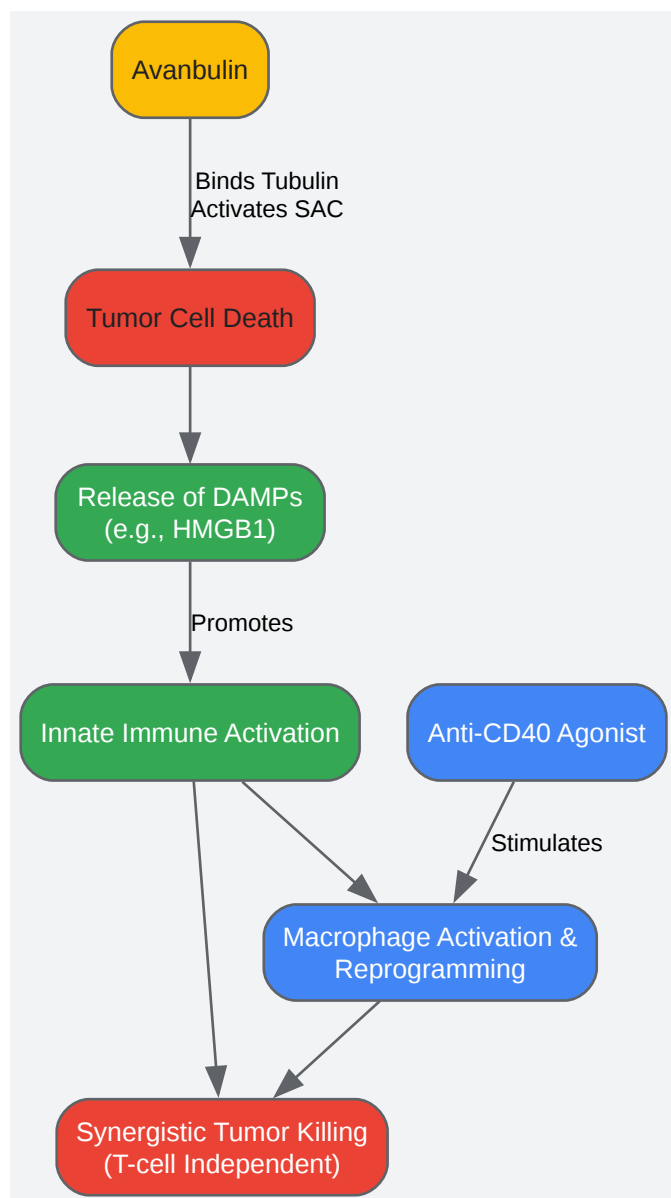 Avanbulin
Binds Tubulin
Activates SAC
Tumor Cell Death
Release of DAMPs
(e.g., HMGB1)
Promotes
Innate Immune Activation
Anti-CD40 Agonist
Stimulates
Macrophage Activation &
Reprogramming
Synergistic Tumor Killing
(T-cell Independent)